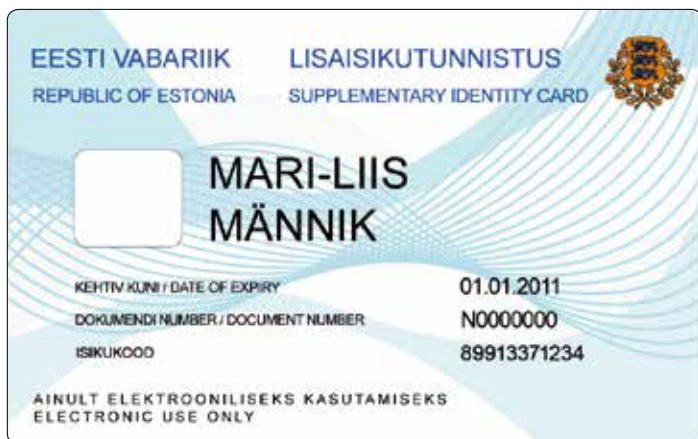 EESTI VABARIIK LISAISIKUTUNNISTUS
REPUBLIC OF ESTONIA SUPPLEMENTARY IDENTITY CARD
MARI-LIIS
MÄNNIK
KEHTIV KUNI / DATE OF EXPIRY 01.01.2011
DOKUMENDI NUMBER / DOCUMENT NUMBER N0000000
ISIKUKOOD 89913371234
AINULT ELEKTROONILISEKS KASUTAMISEKS
ELECTRONIC USE ONLY